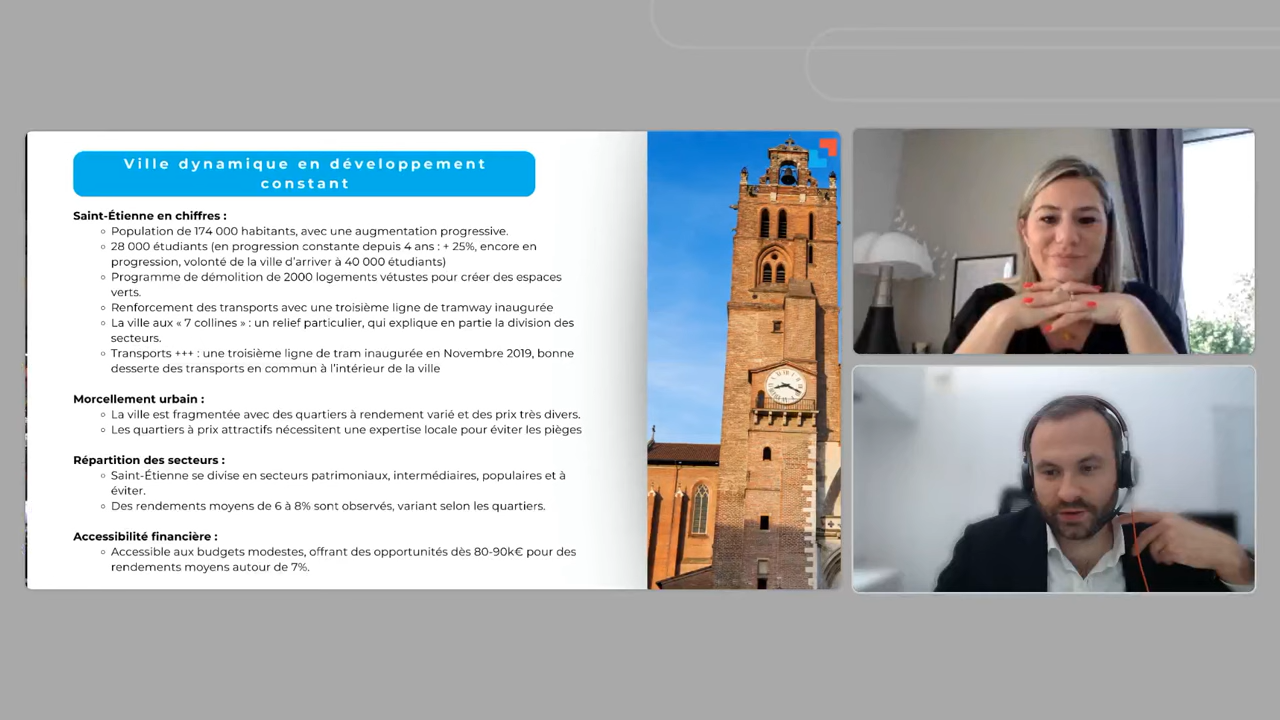 Ville dynamique en développement
constant
Saint-Étienne en chiffres :
Population de 174 000 habitants, avec une augmentation progressive.
28 000 étudiants (en progression constante depuis 4 ans : + 25%, encore en
progression, volonté de la ville d'arriver à 40 000 étudiants)
Programme de démolition de 2000 logements vétustes pour créer des espaces
verts.
Renforcement des transports avec une troisième ligne de tramway inaugurée
La ville aux « 7 collines » : un relief particulier, qui explique en partie la division des
secteurs.
Transports +++ : une troisième ligne de tram inaugurée en Novembre 2019, bonne
desserte des transports en commun à l'intérieur de la ville
Morcellement urbain :
La ville est fragmentée avec des quartiers à rendement varié et des prix très divers.
Les quartiers à prix attractifs nécessitent une expertise locale pour éviter les pièges
Répartition des secteurs :
Saint-Étienne se divise en secteurs patrimoniaux, intermédiaires, populaires et à
éviter.
Des rendements moyens de 6 à 8% sont observés, variant selon les quartiers.
Accessibilité financière :
Accessible aux budgets modestes, offrant des opportunités dès 80-90k€ pour des
rendements moyens autour de 7%.